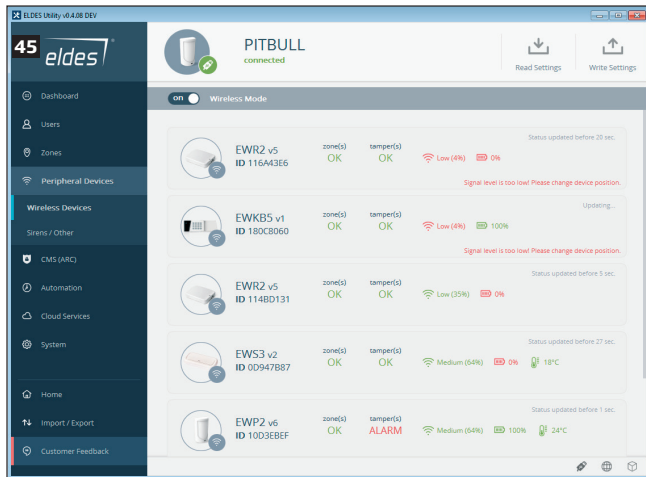 ELDES Utility v0.4.0B DEV
45
eldes
PITBULL
connected
Read Settings
Write Settings
Dashboard
Users
Zones
Peripheral Devices
Wireless Devices
Sirens / Other
CMS (ARC)
Automation
Cloud Services
System
Home
Import / Export
Customer Feedback
on Wireless Mode
Status updated before 20 sec.
EWR2 v5
ID 116A43E6
zone(s)
OK
tamper(s)
OK
Low (4%)
0%
Signal level is too low! Please change device position.
Updating...
EWKB5 v1
ID 180C8060
zone(s)
OK
tamper(s)
OK
Low (4%)
100%
Signal level is too low! Please change device position.
Status updated before 5 sec.
EWR2 v5
ID 114BD131
zone(s)
OK
tamper(s)
OK
Low (35%)
0%
Status updated before 27 sec.
EWS3 v2
ID 0D947B87
zone(s)
OK
tamper(s)
OK
Medium (64%)
0%
18°C
Status updated before 1 sec.
EWP2 v6
ID 10D3EBEF
zone(s)
OK
tamper(s)
ALARM
Medium (64%)
100%
24°C